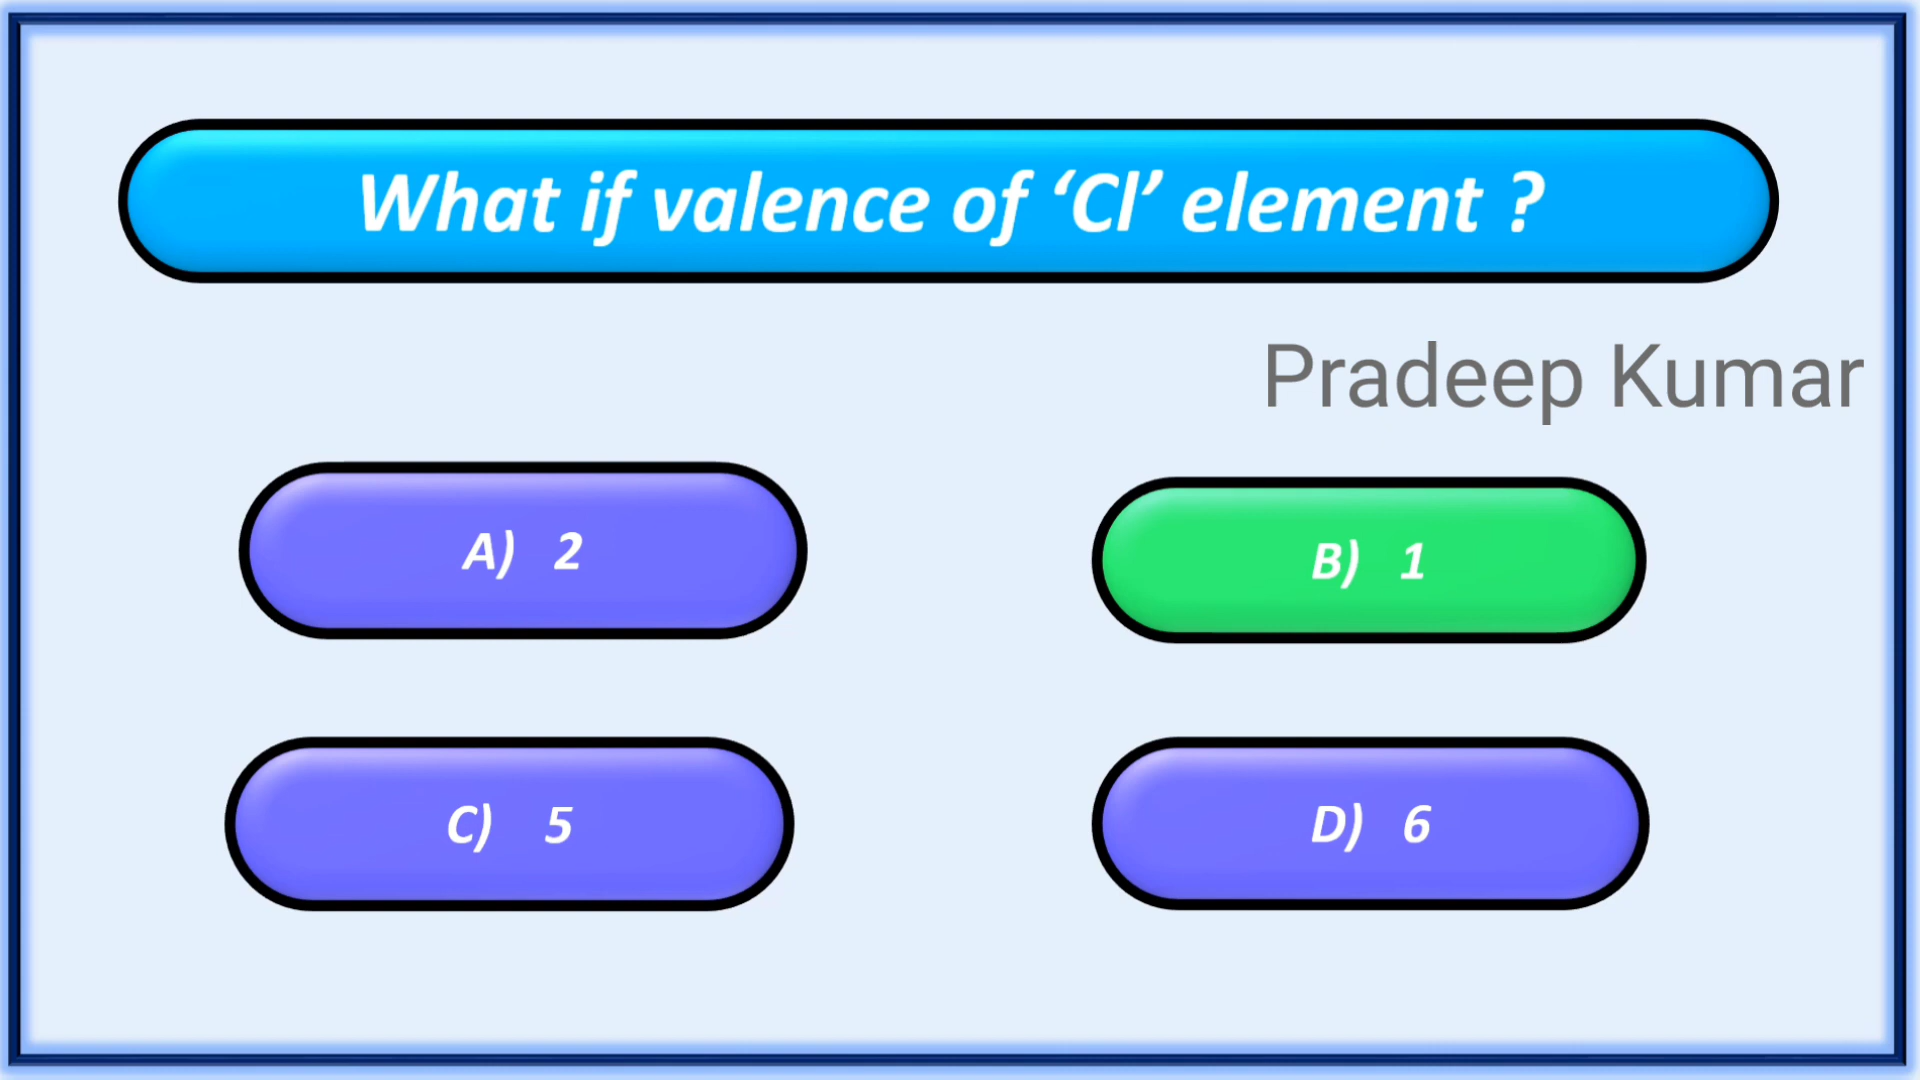 What if valence of ‘Cl’ element ?
Pradeep Kumar
A) 2
B) 1
C) 5
D) 6